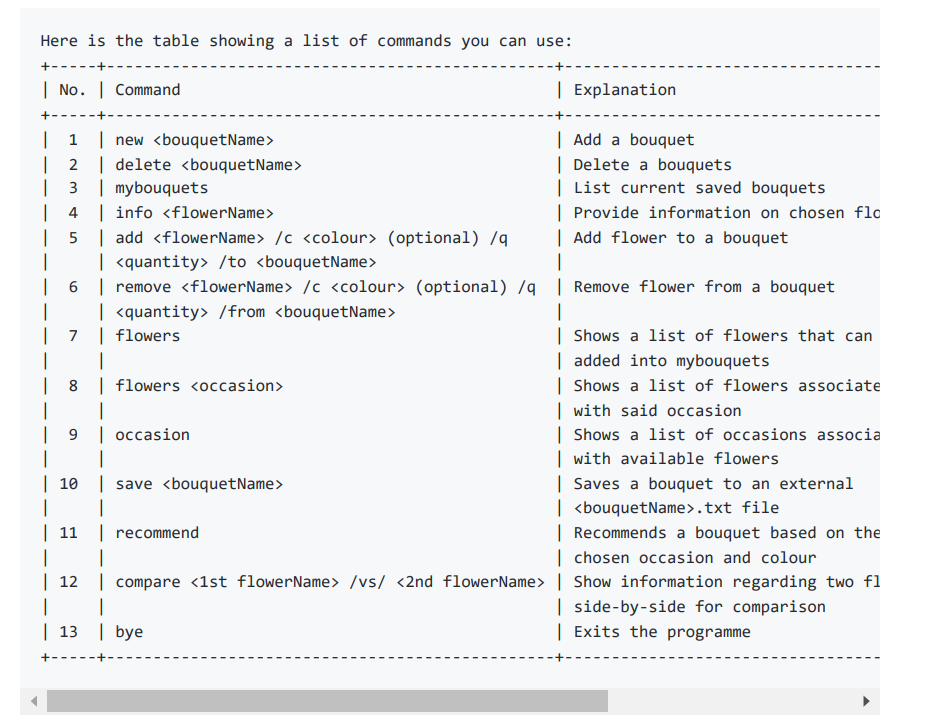 Here is the table showing a list of commands you can use:
+-----+------------------------------------------------+----------------------------------
| No. | Command                                        | Explanation
+-----+------------------------------------------------+----------------------------------
|  1  | new <bouquetName>                              | Add a bouquet
|  2  | delete <bouquetName>                           | Delete a bouquets
|  3  | mybouquets                                     | List current saved bouquets
|  4  | info <flowerName>                              | Provide information on chosen flo
|  5  | add <flowerName> /c <colour> (optional) /q     | Add flower to a bouquet
|     | <quantity> /to <bouquetName>                   |
|  6  | remove <flowerName> /c <colour> (optional) /q  | Remove flower from a bouquet
|     | <quantity> /from <bouquetName>                 |
|  7  | flowers                                        | Shows a list of flowers that can
|     |                                                | added into mybouquets
|  8  | flowers <occasion>                             | Shows a list of flowers associate
|     |                                                | with said occasion
|  9  | occasion                                       | Shows a list of occasions associa
|     |                                                | with available flowers
| 10  | save <bouquetName>                             | Saves a bouquet to an external
|     |                                                | <bouquetName>.txt file
| 11  | recommend                                      | Recommends a bouquet based on the
|     |                                                | chosen occasion and colour
| 12  | compare <1st flowerName> /vs/ <2nd flowerName> | Show information regarding two fl
|     |                                                | side-by-side for comparison
| 13  | bye                                            | Exits the programme
+-----+------------------------------------------------+----------------------------------